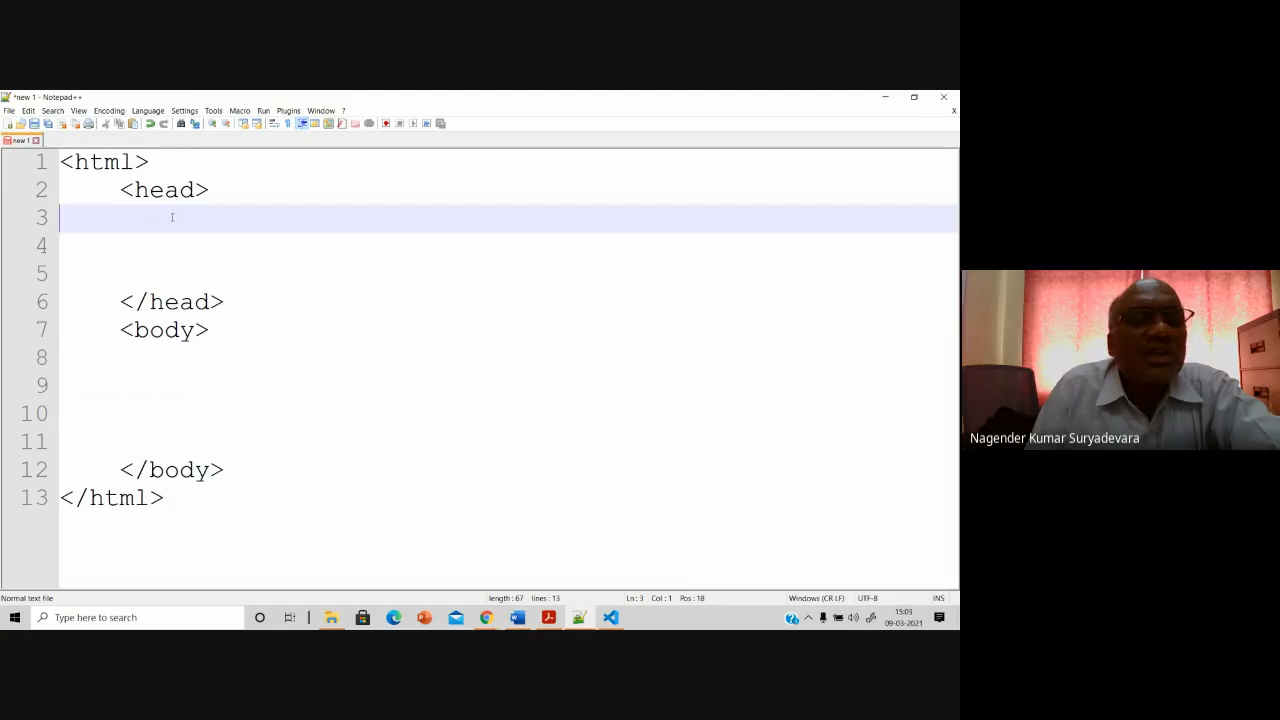 *new 1 - Notepad++
File Edit Search View Encoding Language Settings Tools Macro Run Plugins Window ?
X
new 1
1 <html>
2 <head>
3
4
5
6 </head>
7 <body>
8
9
10
11
12 </body>
13 </html>
Nagender Kumar Suryadevara
Normal text file length : 67 lines : 13 Ln : 3 Col : 1 Pos : 18 Windows (CR LF) UTF-8 INS
Type here to search
15:03
09-03-2021